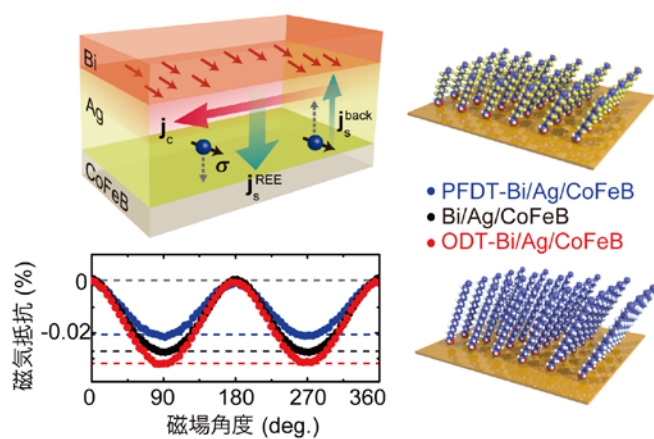 Bi
Ag
CoFeB
j_c
σ
j_s^REE
j_s^back
PFDT-Bi/Ag/CoFeB
Bi/Ag/CoFeB
ODT-Bi/Ag/CoFeB
磁気抵抗 (%)
0
-0.02
0 90 180 270 360
磁場角度 (deg.)